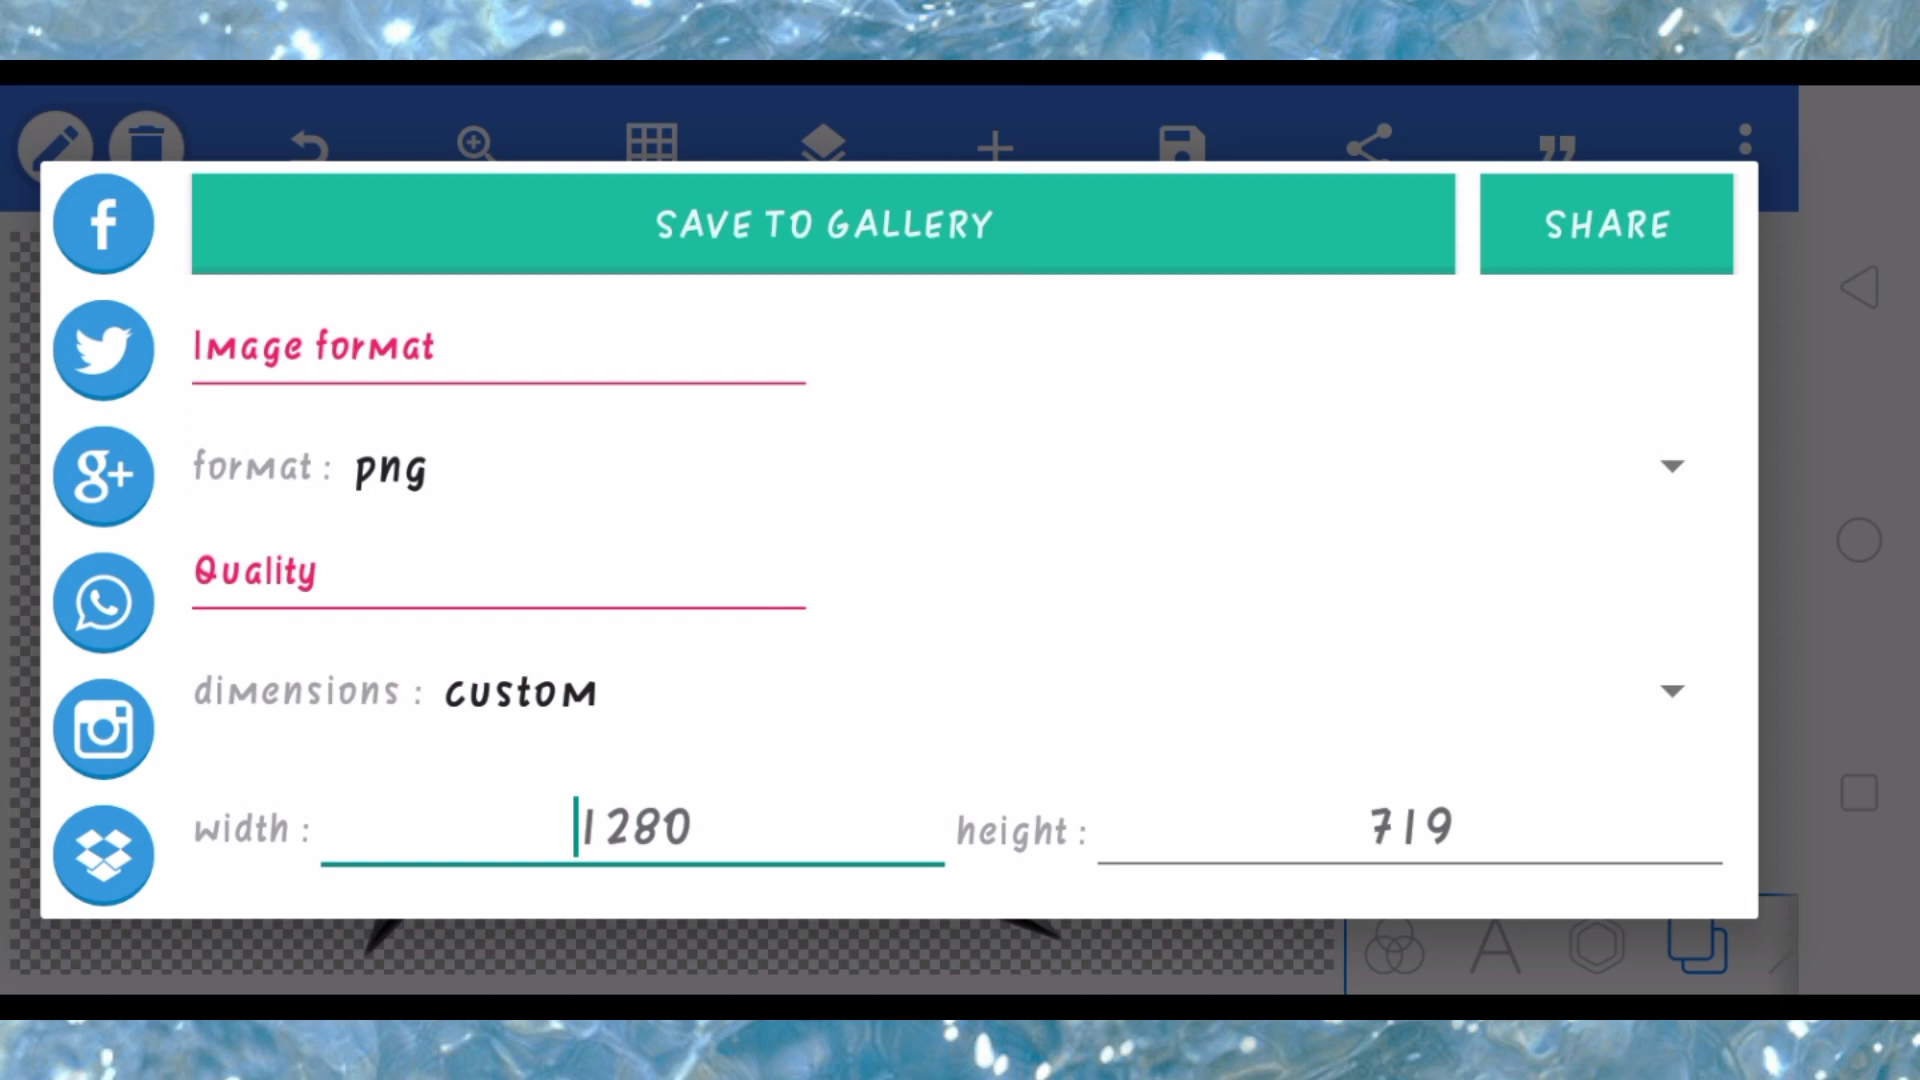 SAVE TO GALLERY
SHARE
Image format
format : png
Quality
dimensions : custom
width : 1280 height : 719